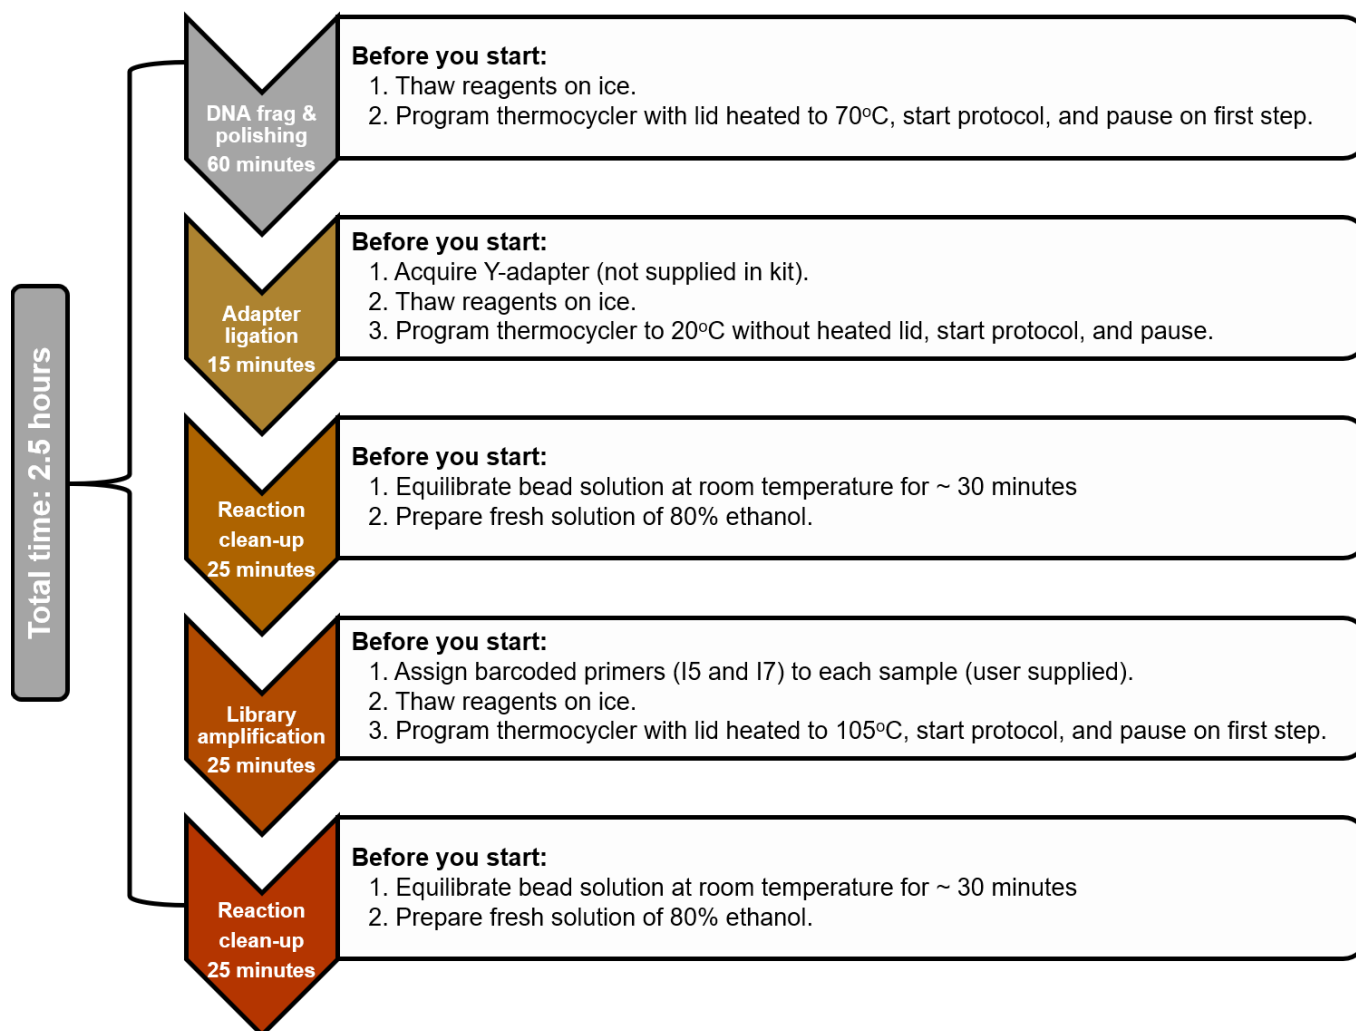 Total time: 2.5 hours
DNA frag &
polishing
60 minutes
Before you start:
1. Thaw reagents on ice.
2. Program thermocycler with lid heated to 70ºC, start protocol, and pause on first step.
Adapter
ligation
15 minutes
Before you start:
1. Acquire Y-adapter (not supplied in kit).
2. Thaw reagents on ice.
3. Program thermocycler to 20ºC without heated lid, start protocol, and pause.
Reaction
clean-up
25 minutes
Before you start:
1. Equilibrate bead solution at room temperature for ~ 30 minutes
2. Prepare fresh solution of 80% ethanol.
Library
amplification
25 minutes
Before you start:
1. Assign barcoded primers (I5 and I7) to each sample (user supplied).
2. Thaw reagents on ice.
3. Program thermocycler with lid heated to 105ºC, start protocol, and pause on first step.
Reaction
clean-up
25 minutes
Before you start:
1. Equilibrate bead solution at room temperature for ~ 30 minutes
2. Prepare fresh solution of 80% ethanol.